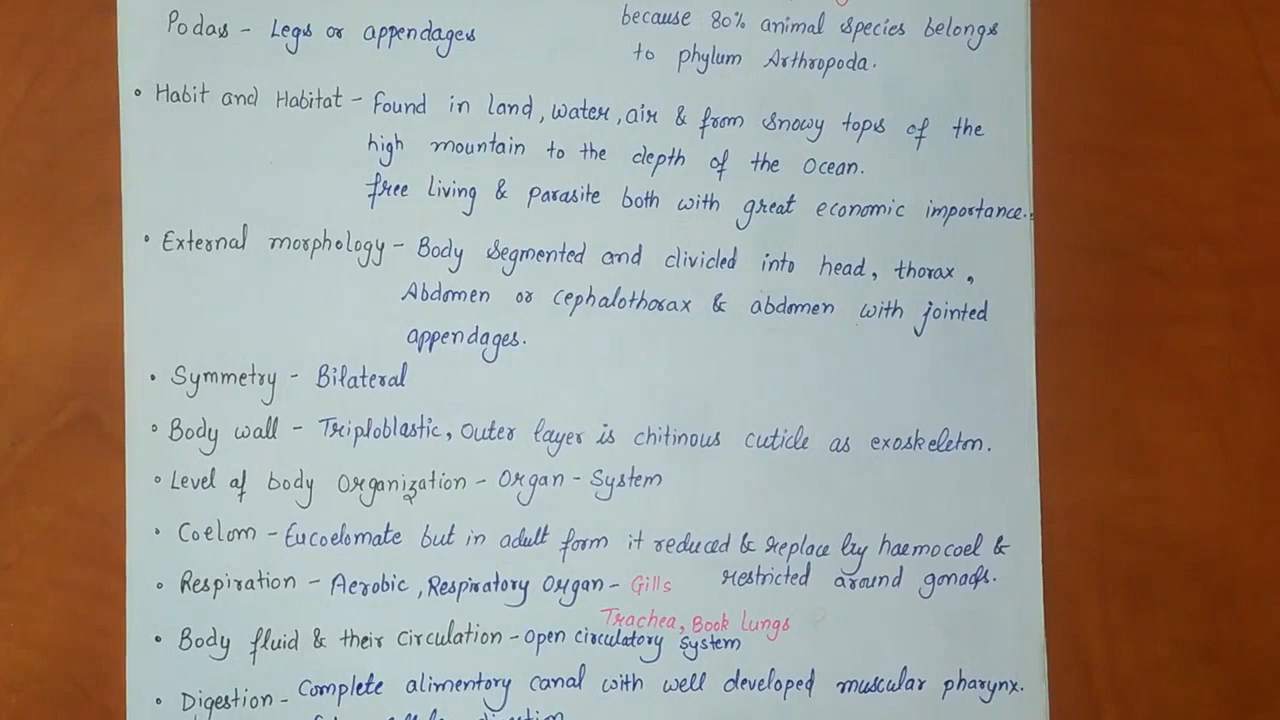 Podas - Legs or appendages
because 80% animal species belongs
to phylum Arthropoda.
• Habit and Habitat - Found in land, water, air & from snowy tops of the
high mountain to the depth of the Ocean.
free living & parasite both with great economic importance.
• External morphology - Body segmented and divided into head, thorax,
Abdomen or cephalothorax & abdomen with jointed
appendages.
• Symmetry - Bilateral
• Body wall - Triploblastic, outer layer is chitinous cuticle as exoskeleton.
• Level of body Organization - Organ - System
• Coelom - Eucoelomate but in adult form it reduced & replace by haemocoel &
restricted around gonads.
• Respiration - Aerobic, Respiratory Organ - Gills
Trachea, Book lungs
• Body fluid & their Circulation - Open circulatory system
• Digestion - Complete alimentory canal with well developed muscular pharynx.